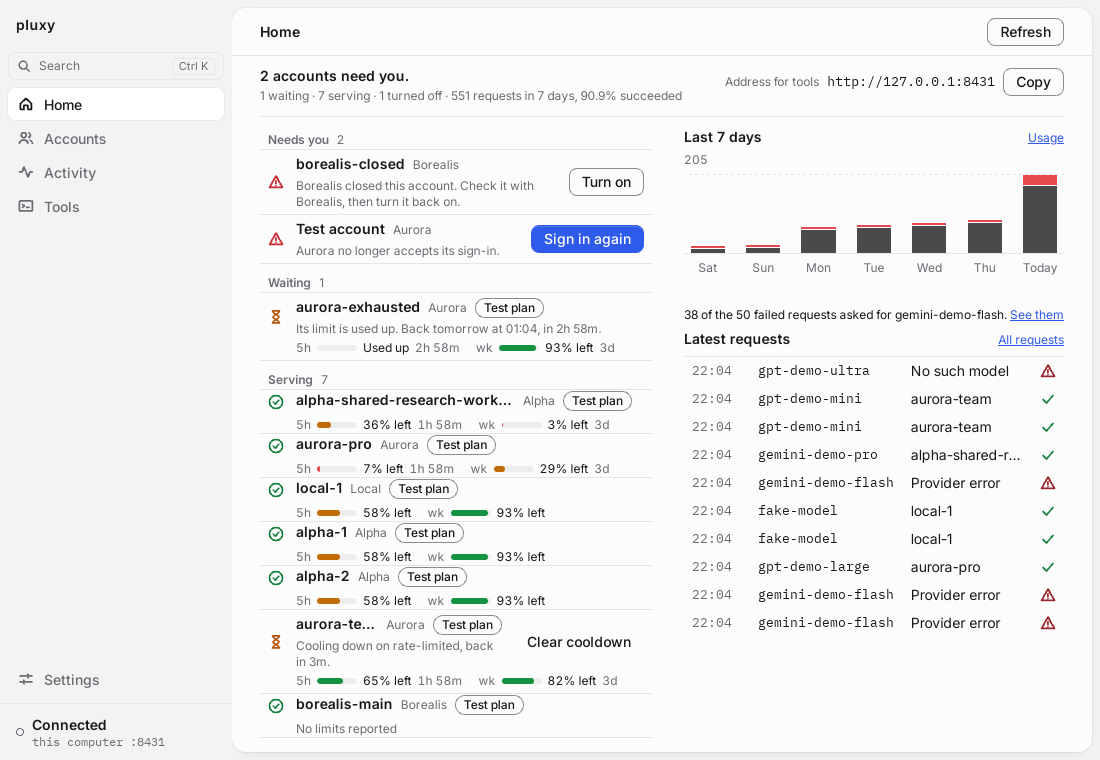 pluxy
Search Ctrl K
Home
Accounts
Activity
Tools
Settings
Connected
this computer :8431
Home
Refresh
2 accounts need you.
1 waiting · 7 serving · 1 turned off · 551 requests in 7 days, 90.9% succeeded
Address for tools http://127.0.0.1:8431 Copy
Needs you 2
borealis-closed Borealis
Borealis closed this account. Check it with
Borealis, then turn it back on.
Turn on
Test account Aurora
Aurora no longer accepts its sign-in.
Sign in again
Waiting 1
aurora-exhausted Aurora Test plan
Its limit is used up. Back tomorrow at 01:04, in 2h 58m.
5h Used up 2h 58m wk 93% left 3d
Serving 7
alpha-shared-research-work... Alpha Test plan
5h 36% left 1h 58m wk 3% left 3d
aurora-pro Aurora Test plan
5h 7% left 1h 58m wk 29% left 3d
local-1 Local Test plan
5h 58% left wk 93% left
alpha-1 Alpha Test plan
5h 58% left wk 93% left
alpha-2 Alpha Test plan
5h 58% left wk 93% left
aurora-te... Aurora Test plan
Cooling down on rate-limited, back
in 3m.
Clear cooldown
5h 65% left 1h 58m wk 82% left 3d
borealis-main Borealis Test plan
No limits reported
Last 7 days Usage
205
Sat Sun Mon Tue Wed Thu Today
38 of the 50 failed requests asked for gemini-demo-flash. See them
Latest requests All requests
22:04 gpt-demo-ultra No such model
22:04 gpt-demo-mini aurora-team
22:04 gpt-demo-mini aurora-team
22:04 gemini-demo-pro alpha-shared-r...
22:04 gemini-demo-flash Provider error
22:04 fake-model local-1
22:04 fake-model local-1
22:04 gpt-demo-large aurora-pro
22:04 gemini-demo-flash Provider error
22:04 gemini-demo-flash Provider error